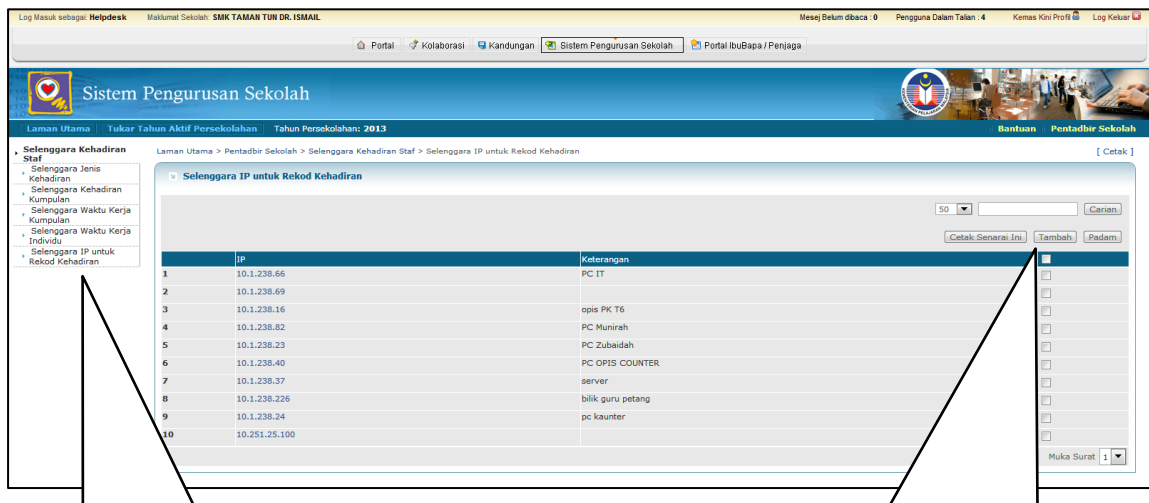 Log Masuk sebagai: Helpdesk Maklumat Sekolah: SMK TAMAN TUN DR. ISMAIL Mesej Belum dibaca : 0 Pengguna Dalam Talian : 4 Kemas Kini Profil Log Keluar
Portal Kolaborasi Kandungan Sistem Pengurusan Sekolah Portal IbuBapa / Penjaga
Sistem Pengurusan Sekolah
Laman Utama Tukar Tahun Aktif Persekolahan Tahun Persekolahan: 2013 Bantuan Pentadbir Sekolah
Selenggara Kehadiran
Staf
Selenggara Jenis
Kehadiran
Selenggara Kehadiran
Kumpulan
Selenggara Waktu Kerja
Kumpulan
Selenggara Waktu Kerja
Individu
Selenggara IP untuk
Rekod Kehadiran
Laman Utama > Pentadbir Sekolah > Selenggara Kehadiran Staf > Selenggara IP untuk Rekod Kehadiran [ Cetak ]
Selenggara IP untuk Rekod Kehadiran
50 Carian
Cetak Senarai Ini Tambah Padam
IP Keterangan
1 10.1.238.66 PC IT
2 10.1.238.69
3 10.1.238.16 opis PK T6
4 10.1.238.82 PC Munirah
5 10.1.238.23 PC Zubaidah
6 10.1.238.40 PC OPIS COUNTER
7 10.1.238.37 server
8 10.1.238.226 bilik guru petang
9 10.1.238.24 pc kaunter
10 10.251.25.100
Muka Surat 1